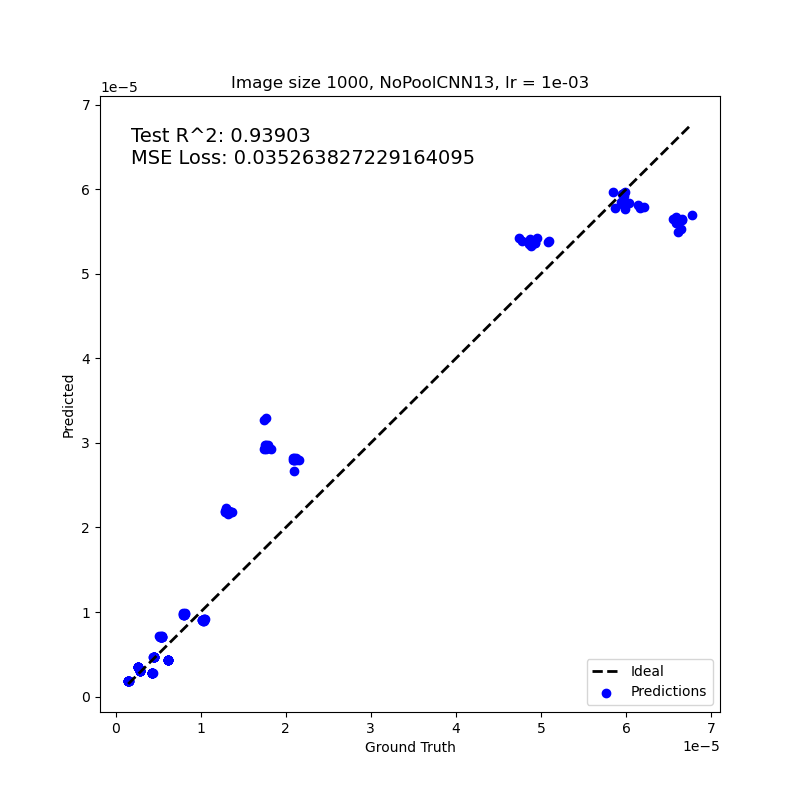 Image size 1000, NoPoolCNN13, lr = 1e-03
1e−5
Test R^2: 0.93903
MSE Loss: 0.035263827229164095
7
6
5
4
3
2
1
0
Predicted
Ideal
Predictions
0 1 2 3 4 5 6 7
Ground Truth
1e−5